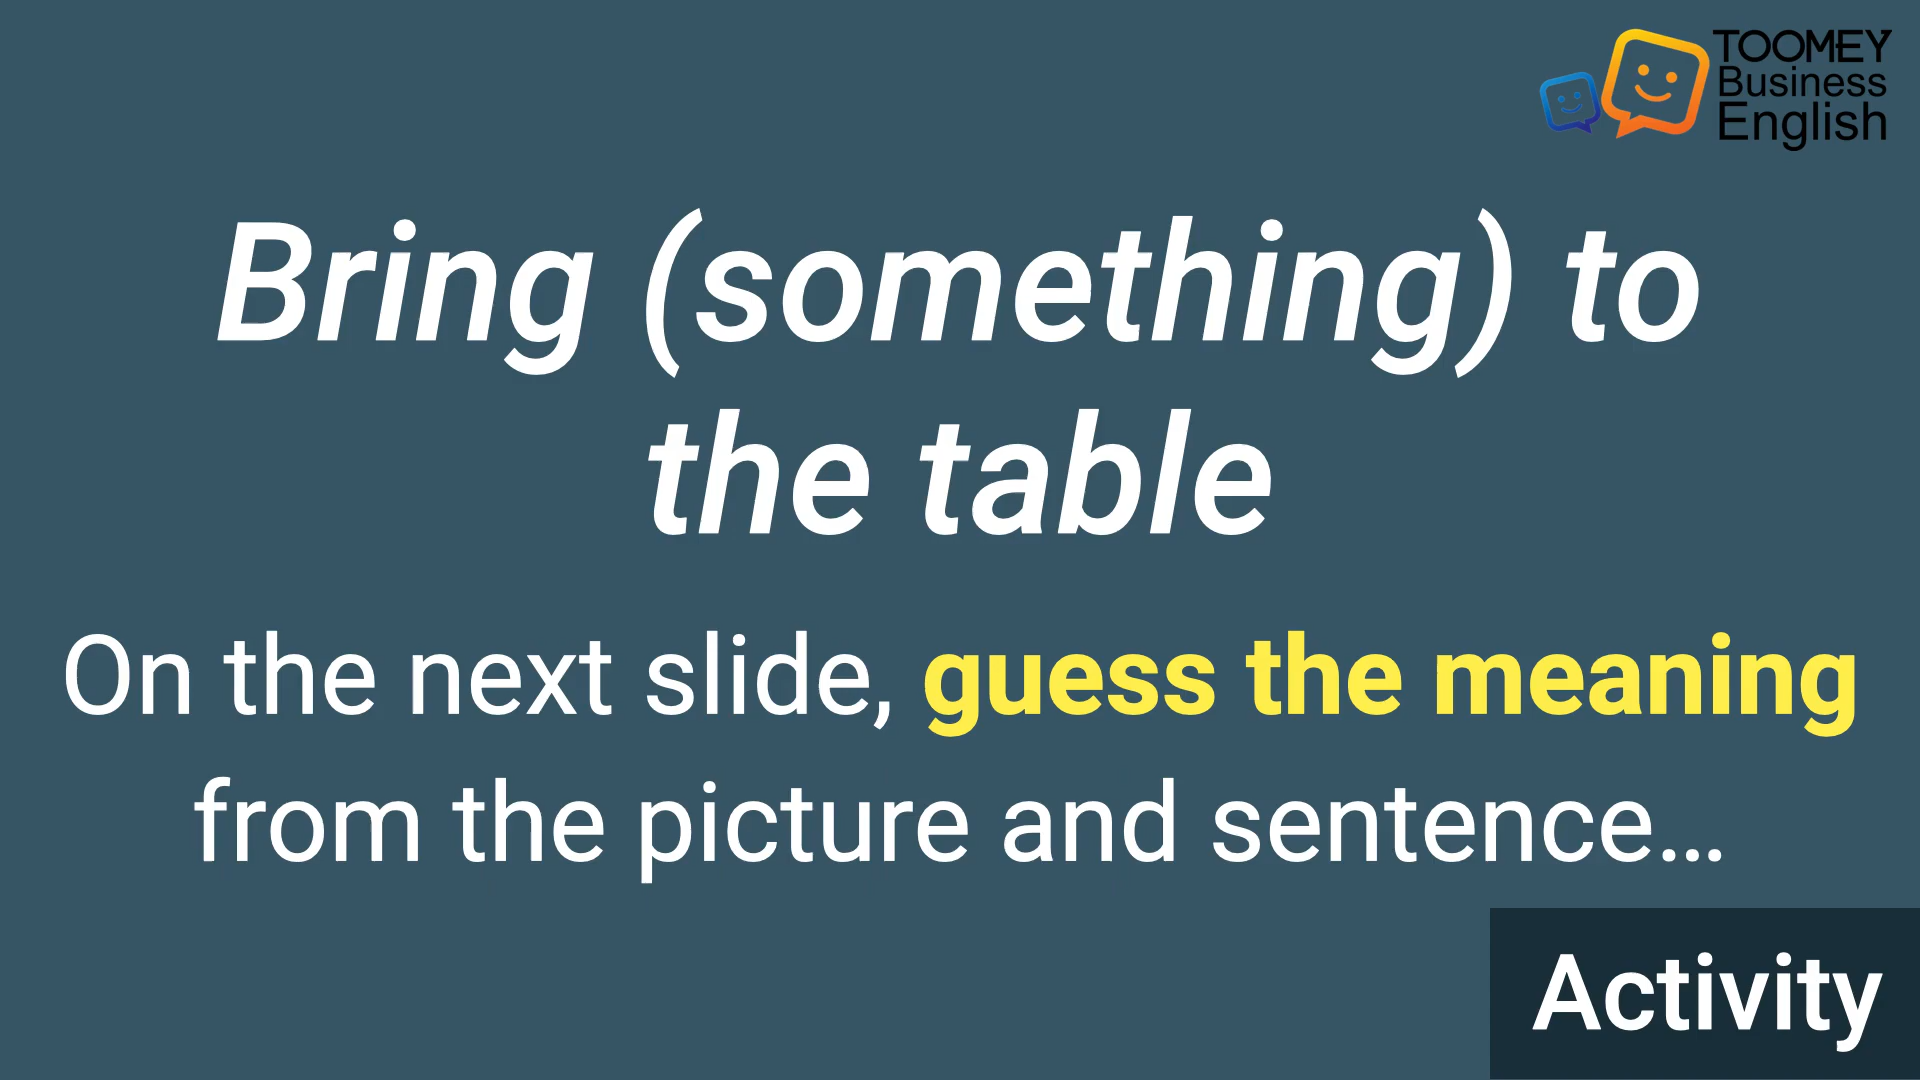 TOOMEY
Business
English
Bring (something) to
the table
On the next slide, guess the meaning
from the picture and sentence...
Activity